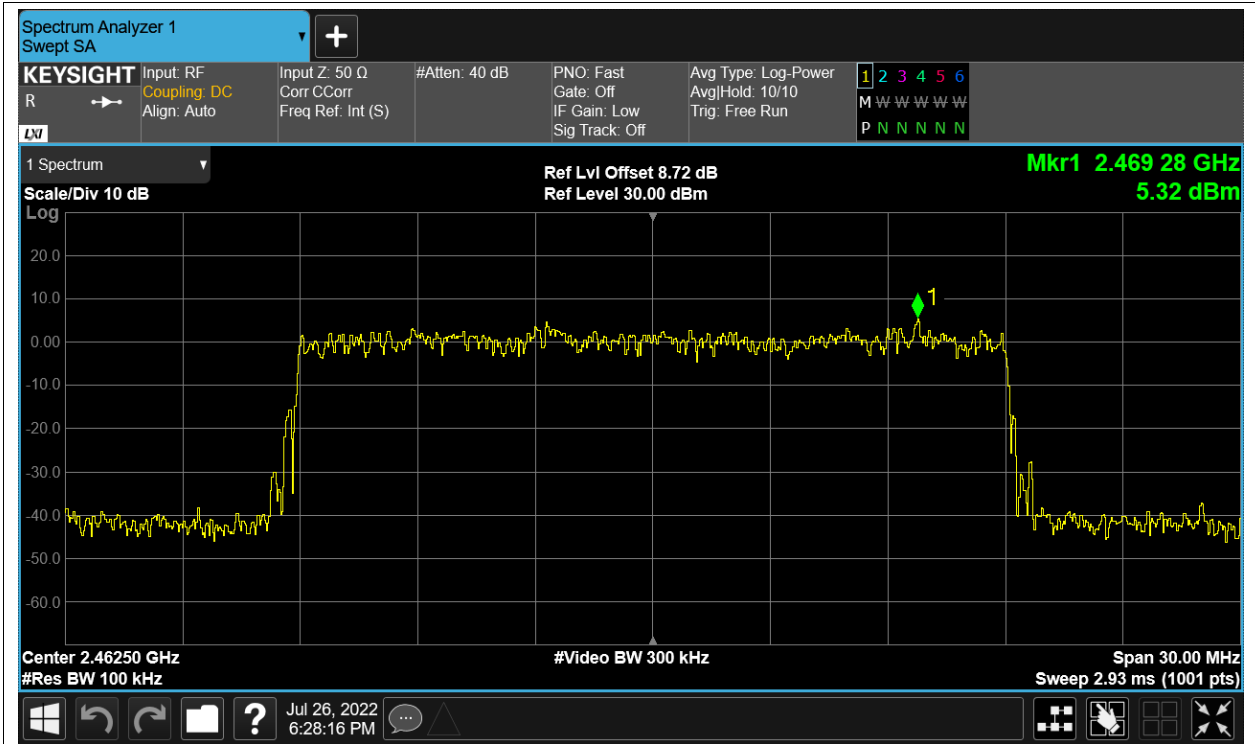 Spectrum Analyzer 1
Swept SA
+
KEYSIGHT
R
LXI
Input: RF
Coupling: DC
Align: Auto
Input Z: 50 Ω
Corr CCorr
Freq Ref: Int (S)
#Atten: 40 dB
PNO: Fast
Gate: Off
IF Gain: Low
Sig Track: Off
Avg Type: Log-Power
Avg|Hold: 10/10
Trig: Free Run
1 2 3 4 5 6
M W W W W W W
P N N N N N
1 Spectrum
Scale/Div 10 dB
Log
Ref Lvl Offset 8.72 dB
Ref Level 30.00 dBm
Mkr1 2.469 28 GHz
5.32 dBm
20.0
10.0
1
0.00
-10.0
-20.0
-30.0
-40.0
-50.0
-60.0
Center 2.46250 GHz
#Res BW 100 kHz
#Video BW 300 kHz
Span 30.00 MHz
Sweep 2.93 ms (1001 pts)
?
Jul 26, 2022
6:28:16 PM